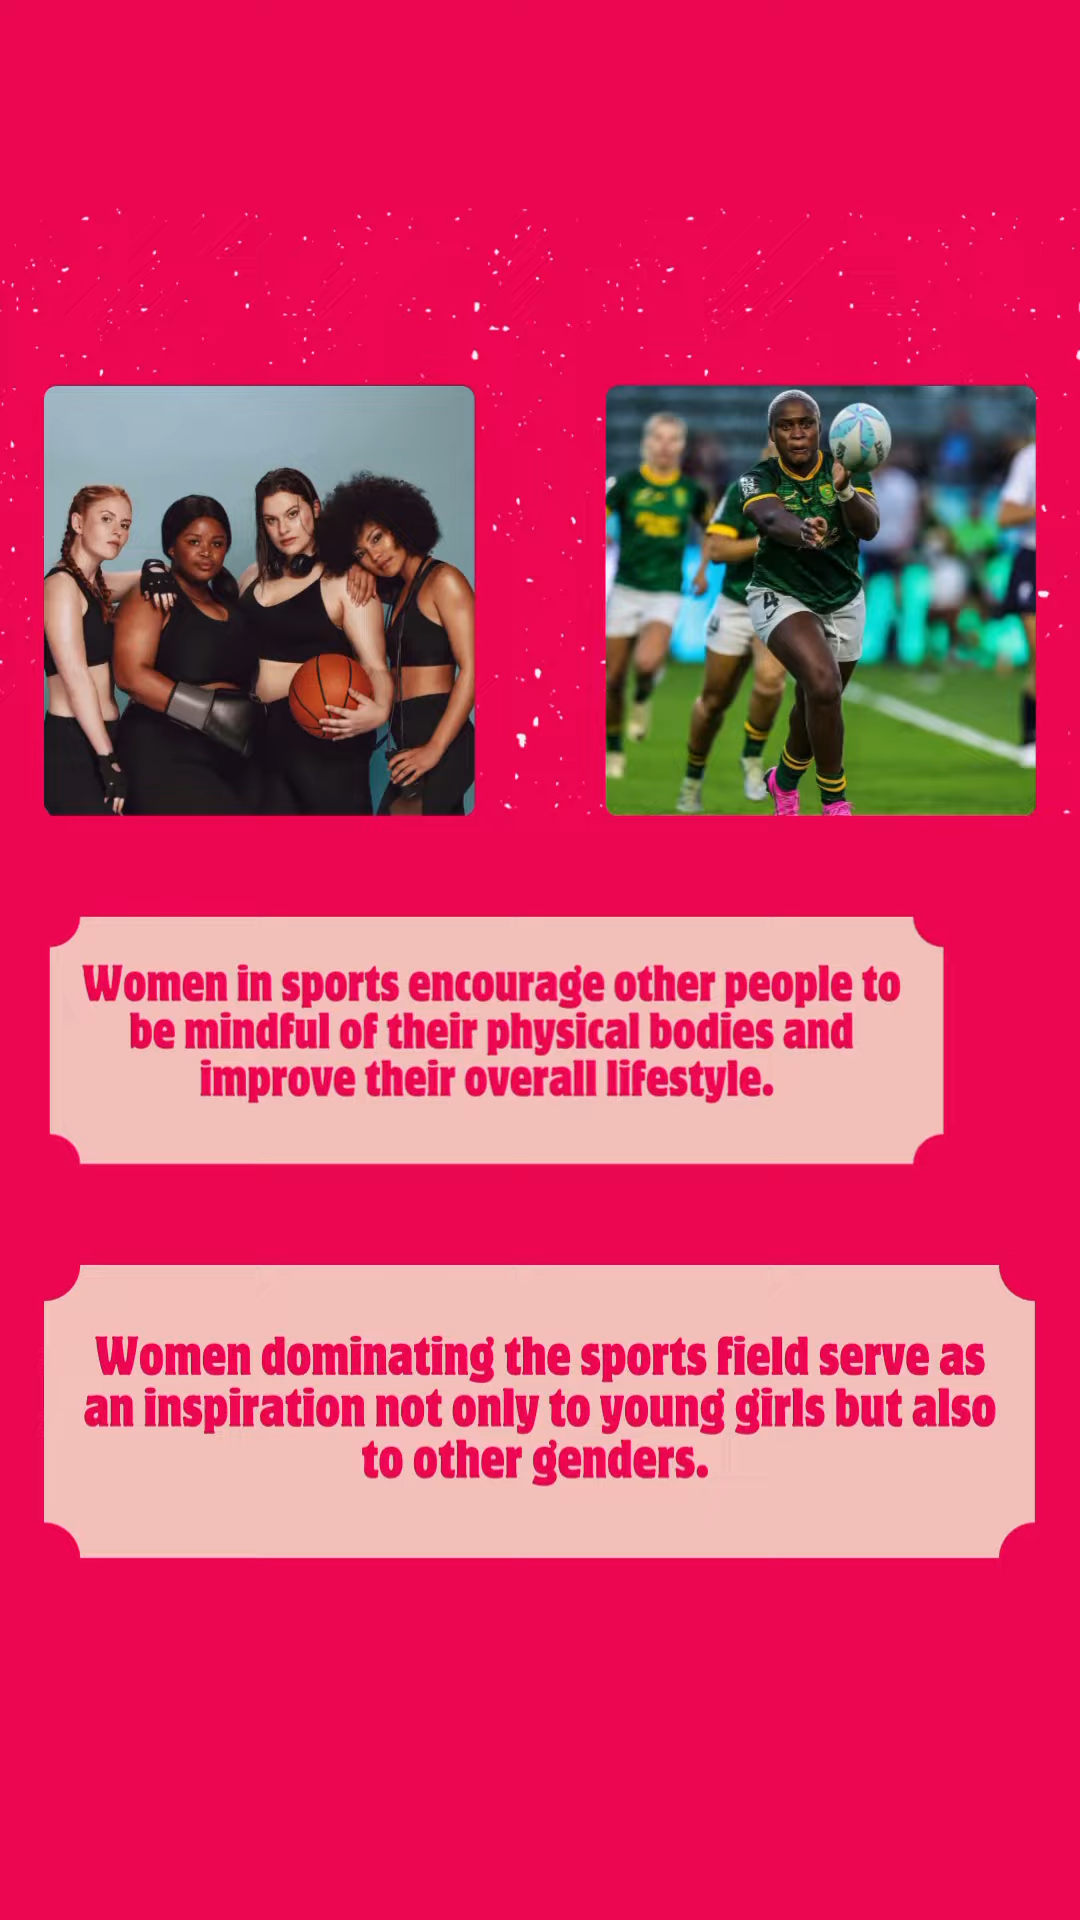 4
Women in sports encourage other people to
be mindful of their physical bodies and
improve their overall lifestyle.
Women dominating the sports field serve as
an inspiration not only to young girls but also
to other genders.